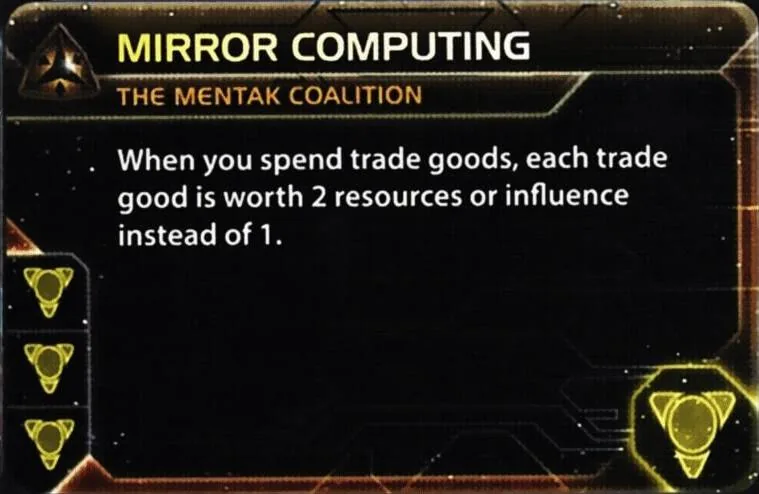 MIRROR COMPUTING
THE MENTAK COALITION
When you spend trade goods, each trade
good is worth 2 resources or influence
instead of 1.